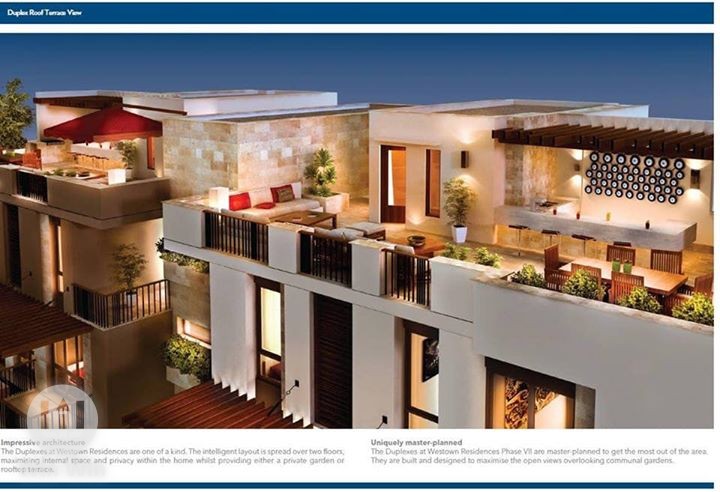 Duplex Roof Terrace View
Impressive architecture
The Duplexes at Westown Residences are one of a kind. The intelligent layout is spread over two floors,
maximising internal space and privacy within the home whilst providing either a private garden or
rooftop terrace.
Uniquely master-planned
The Duplexes at Westown Residences Phase VII are master-planned to get the most out of the area.
They are built and designed to maximise the open views overlooking communal gardens.